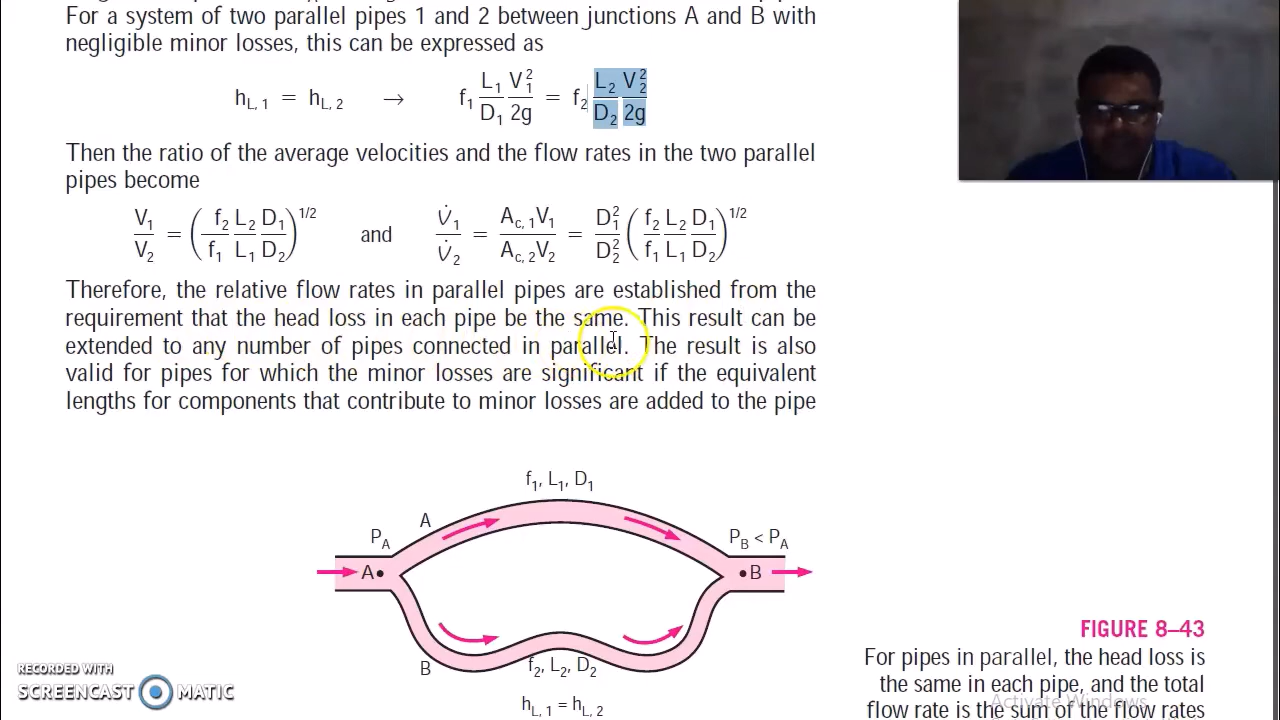 For a system of two parallel pipes 1 and 2 between junctions A and B with
negligible minor losses, this can be expressed as
h_L, 1 = h_L, 2 → f_1 L_1/D_1 V_1^2/2g = f_2 L_2/D_2 V_2^2/2g
Then the ratio of the average velocities and the flow rates in the two parallel
pipes become
V_1/V_2 = (f_2/f_1 L_2/L_1 D_1/D_2)^1/2 and V̇_1/V̇_2 = A_c, 1V_1/A_c, 2V_2 = D_1^2/D_2^2 (f_2/f_1 L_2/L_1 D_1/D_2)^1/2
Therefore, the relative flow rates in parallel pipes are established from the
requirement that the head loss in each pipe be the same. This result can be
extended to any number of pipes connected in parallel. The result is also
valid for pipes for which the minor losses are significant if the equivalent
lengths for components that contribute to minor losses are added to the pipe
f_1, L_1, D_1
A
P_A
P_B < P_A
A
B
B
f_2, L_2, D_2
h_L, 1 = h_L, 2
FIGURE 8–43
For pipes in parallel, the head loss is
the same in each pipe, and the total
flow rate is the sum of the flow rates
Activate Windows
RECORDED WITH
SCREENCAST MATIC